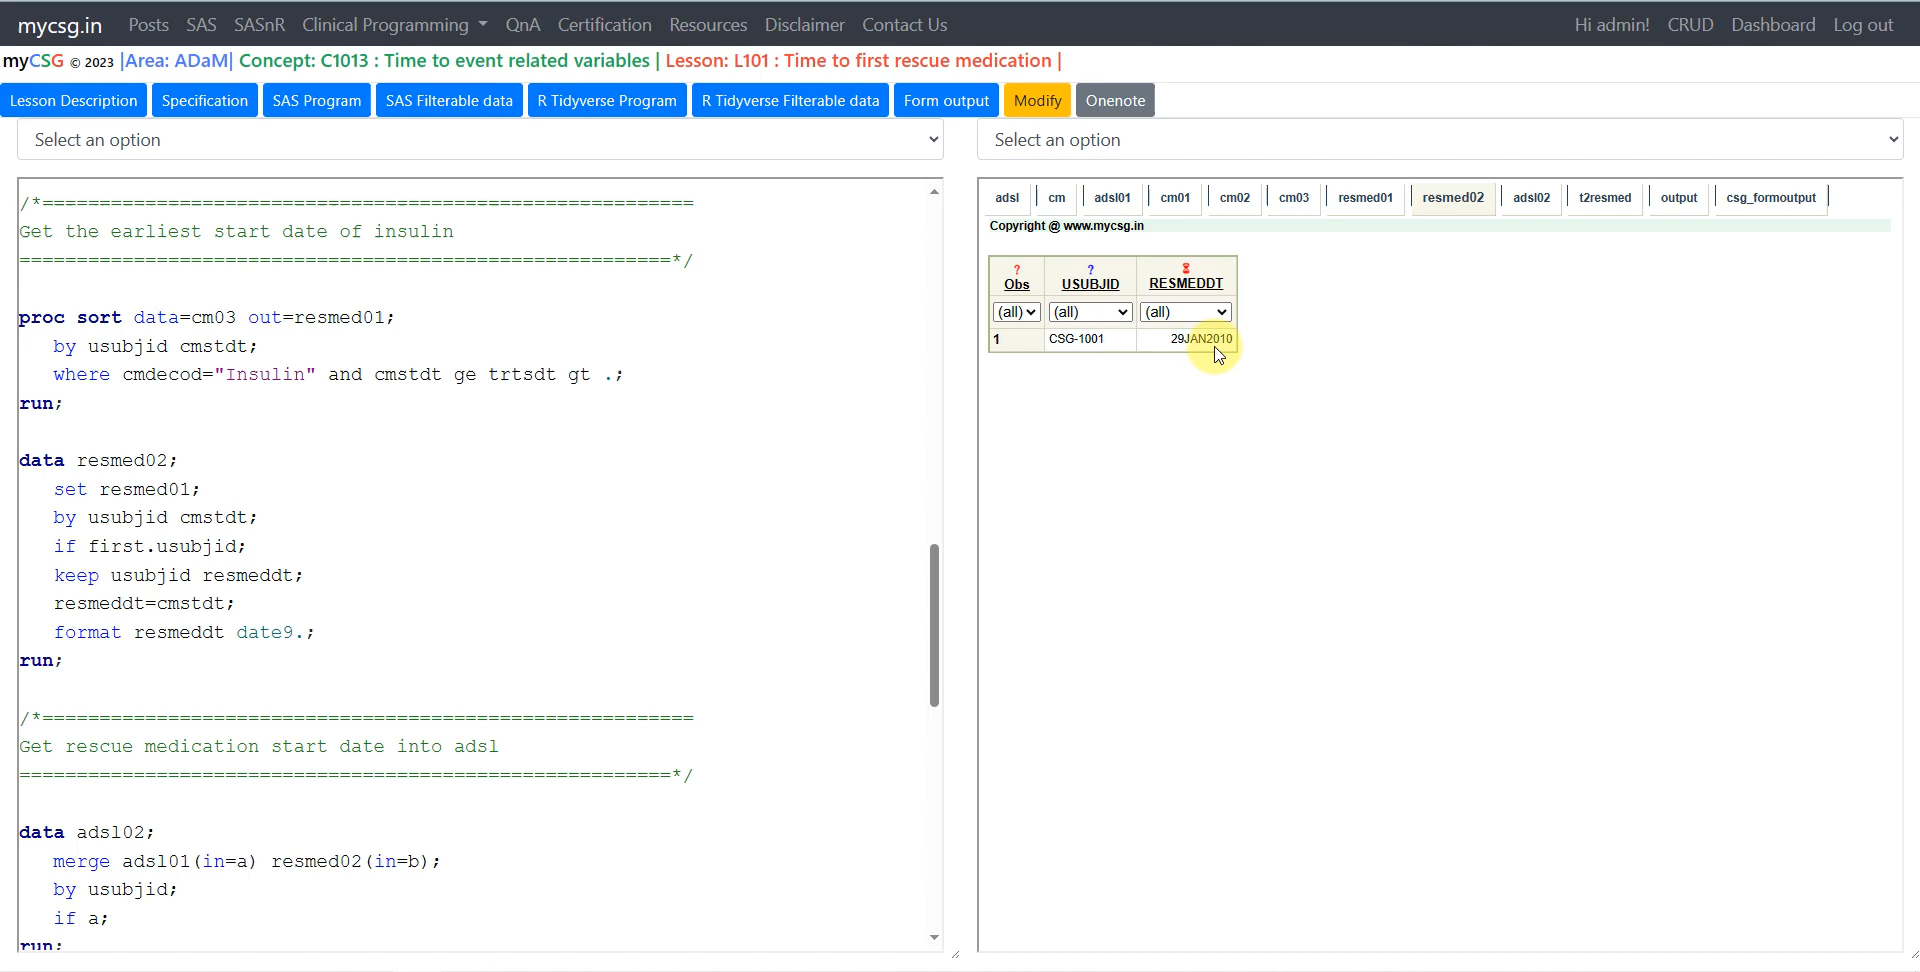 mycsg.in Posts SAS SASnR Clinical Programming QnA Certification Resources Disclaimer Contact Us Hi admin! CRUD Dashboard Log out
myCSG © 2023 |Area: ADaM| Concept: C1013 : Time to event related variables | Lesson: L101 : Time to first rescue medication |
Lesson Description Specification SAS Program SAS Filterable data R Tidyverse Program R Tidyverse Filterable data Form output Modify Onenote
Select an option
Select an option
/*=========================================================
Get the earliest start date of insulin
=========================================================*/
proc sort data=cm03 out=resmed01;
by usubjid cmstdt;
where cmdecod="Insulin" and cmstdt ge trtsdt gt .;
run;
data resmed02;
set resmed01;
by usubjid cmstdt;
if first.usubjid;
keep usubjid resmeddt;
resmeddt=cmstdt;
format resmeddt date9.;
run;
/*=========================================================
Get rescue medication start date into adsl
=========================================================*/
data adsl02;
merge adsl01(in=a) resmed02(in=b);
by usubjid;
if a;
run;
adsl cm adsl01 cm01 cm02 cm03 resmed01 resmed02 adsl02 t2resmed output csg_formoutput
Copyright @ www.mycsg.in
? ?
Obs USUBJID RESMEDDT
(all) (all) (all)
1 CSG-1001 29JAN2010